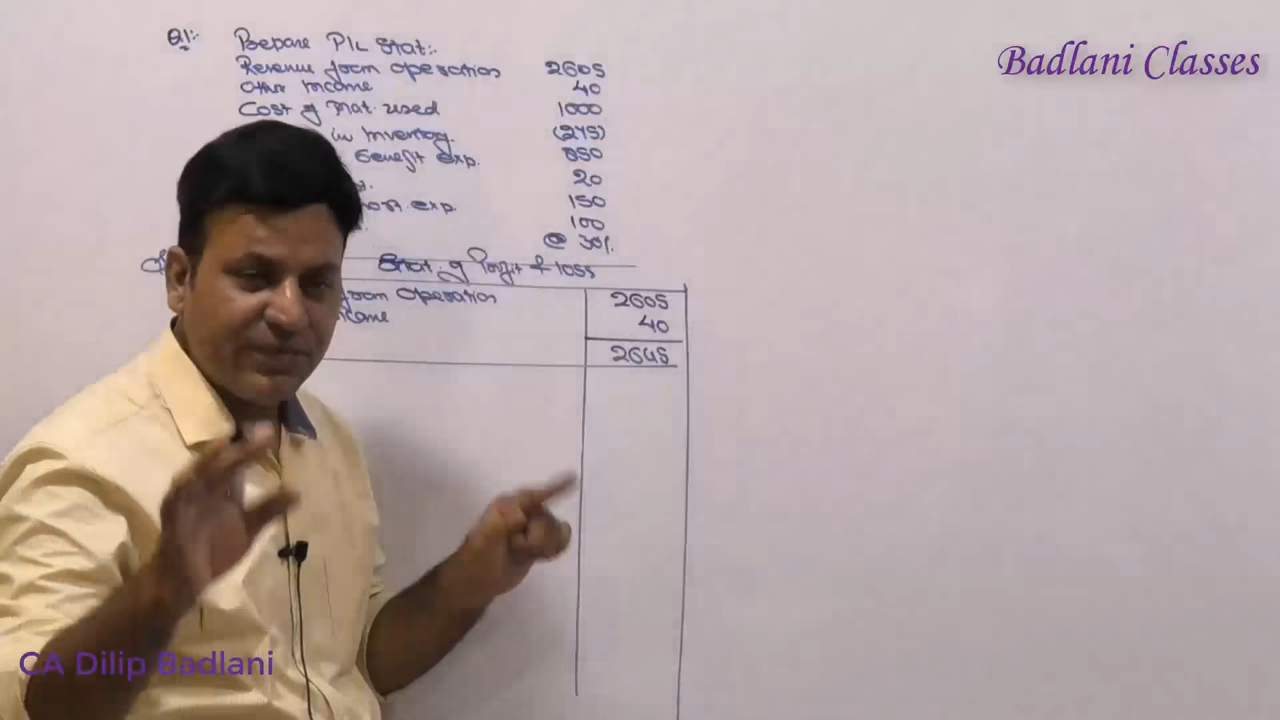 Badlani Classes
Q1:- Prepare P/L Stat:-
Revenue from operation 2605
Other Income 40
Cost of Mat. used 1000
in Inventory. (245)
Benefit exp. 850
20
exp. 150
100
@ 30%
Stat. of Profit & loss
from Operation 2605
40
2645
CA Dilip Badlani